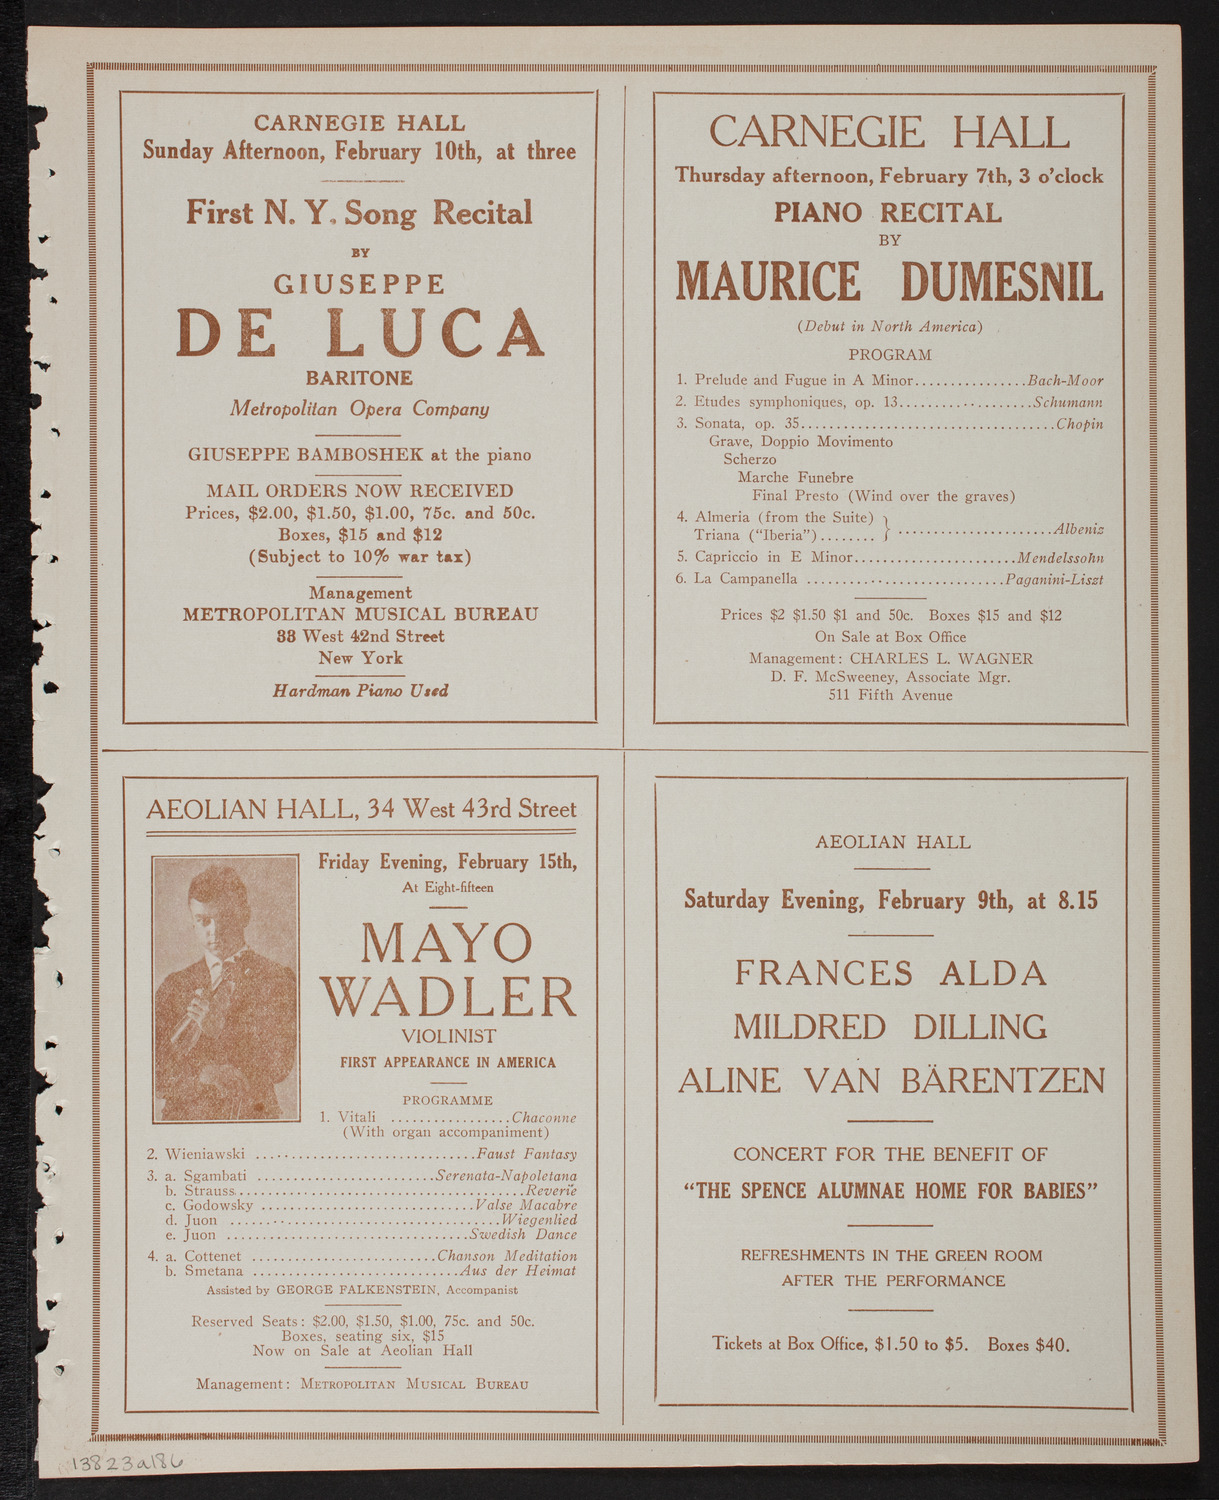 CARNEGIE HALL
Sunday Afternoon, February 10th, at three
First N. Y. Song Recital
BY
GIUSEPPE
DE LUCA
BARITONE
Metropolitan Opera Company
GIUSEPPE BAMBOSHEK at the piano
MAIL ORDERS NOW RECEIVED
Prices, $2.00, $1.50, $1.00, 75c. and 50c.
Boxes, $15 and $12
(Subject to 10% war tax)
Management
METROPOLITAN MUSICAL BUREAU
33 West 42nd Street
New York
Hardman Piano Used
CARNEGIE HALL
Thursday afternoon, February 7th, 3 o'clock
PIANO RECITAL
BY
MAURICE DUMESNIL
(Debut in North America)
PROGRAM
1. Prelude and Fugue in A Minor................Bach-Moor
2. Etudes symphoniques, op. 13...................Schumann
3. Sonata, op. 35....................................Chopin
Grave, Doppio Movimento
Scherzo
Marche Funebre
Final Presto (Wind over the graves)
4. Almeria (from the Suite) }
Triana ("Iberia")........ } ......................Albeniz
5. Capriccio in E Minor.......................Mendelssohn
6. La Campanella ............................Paganini-Liszt
Prices $2 $1.50 $1 and 50c. Boxes $15 and $12
On Sale at Box Office
Management: CHARLES L. WAGNER
D. F. McSweeney, Associate Mgr.
511 Fifth Avenue
AEOLIAN HALL, 34 West 43rd Street
Friday Evening, February 15th,
At Eight-fifteen
MAYO
WADLER
VIOLINIST
FIRST APPEARANCE IN AMERICA
PROGRAMME
1. Vitali .................Chaconne
(With organ accompaniment)
2. Wieniawski ...............................Faust Fantasy
3. a. Sgambati .........................Serenata-Napoletana
b. Strauss.........................................Reverie
c. Godowsky ..............................Valse Macabre
d. Juon ......................................Wiegenlied
e. Juon ..................................Swedish Dance
4. a. Cottenet ..........................Chanson Meditation
b. Smetana .............................Aus der Heimat
Assisted by GEORGE FALKENSTEIN, Accompanist
Reserved Seats: $2.00, $1.50, $1.00, 75c. and 50c.
Boxes, seating six, $15
Now on Sale at Aeolian Hall
Management: METROPOLITAN MUSICAL BUREAU
AEOLIAN HALL
Saturday Evening, February 9th, at 8.15
FRANCES ALDA
MILDRED DILLING
ALINE VAN BÄRENTZEN
CONCERT FOR THE BENEFIT OF
"THE SPENCE ALUMNAE HOME FOR BABIES"
REFRESHMENTS IN THE GREEN ROOM
AFTER THE PERFORMANCE
Tickets at Box Office, $1.50 to $5. Boxes $40.
13823a186